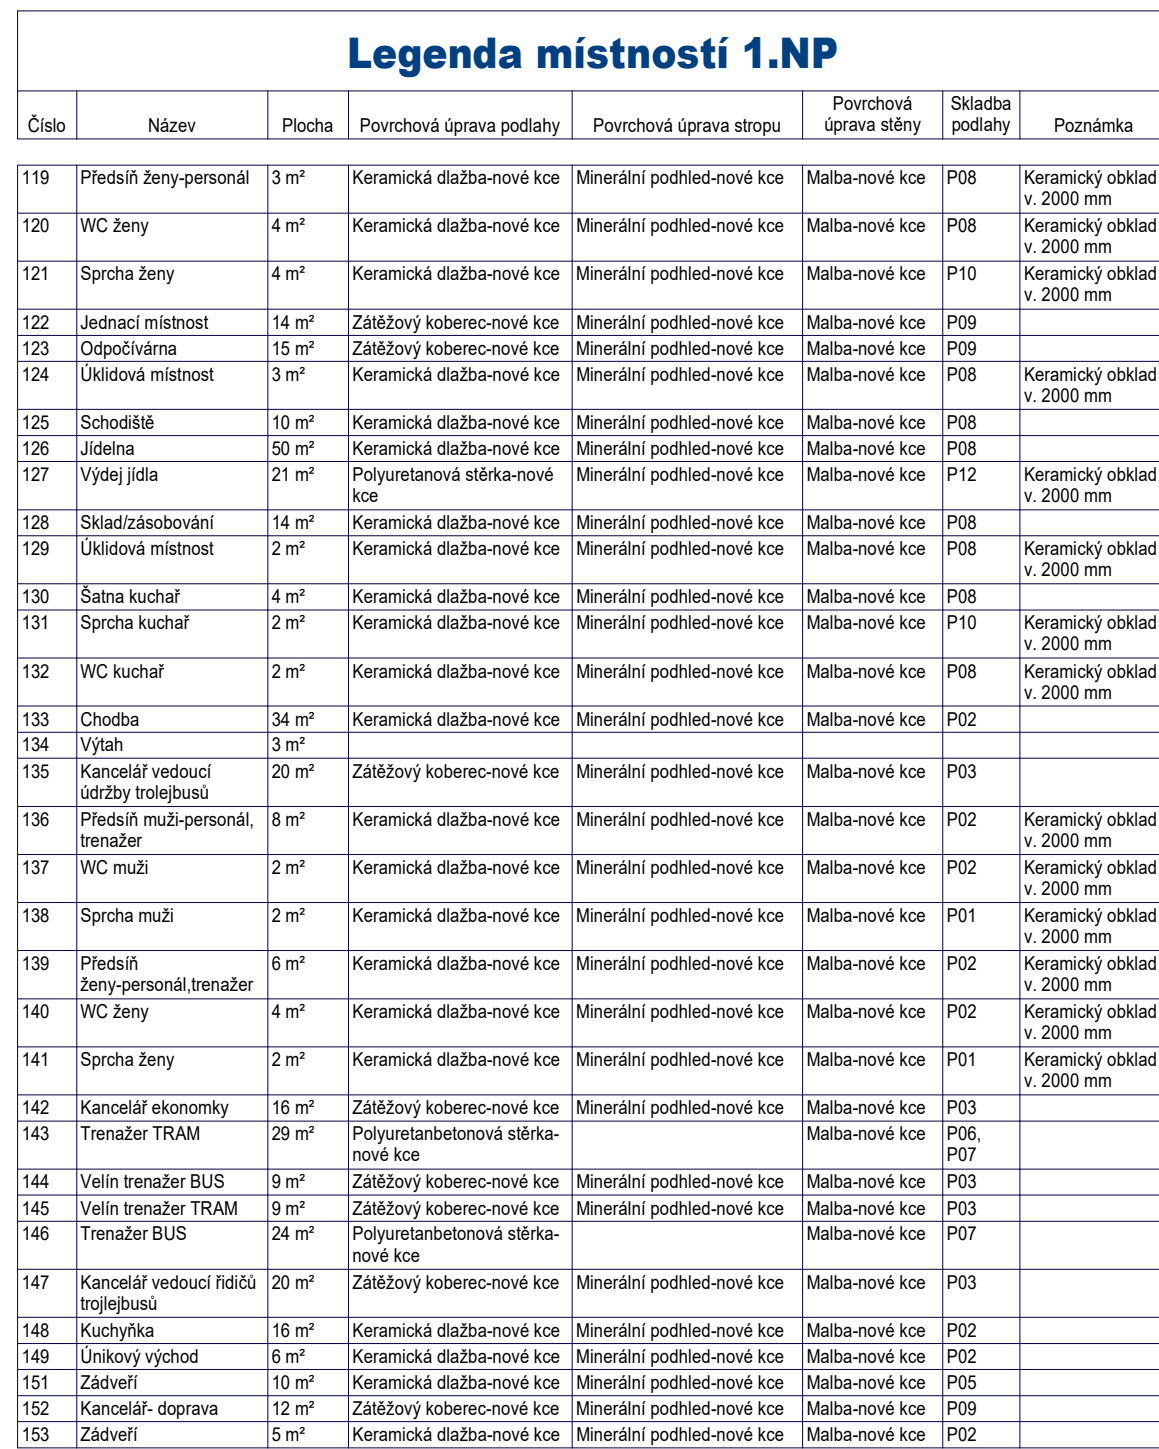 Legenda místností 1.NP
Číslo Název Plocha Povrchová úprava podlahy Povrchová úprava stropu Povrchová úprava stěny Skladba podlahy Poznámka
119 Předsíň ženy-personál 3 m² Keramická dlažba-nové kce Minerální podhled-nové kce Malba-nové kce P08 Keramický obklad
v. 2000 mm
120 WC ženy 4 m² Keramická dlažba-nové kce Minerální podhled-nové kce Malba-nové kce P08 Keramický obklad
v. 2000 mm
121 Sprcha ženy 4 m² Keramická dlažba-nové kce Minerální podhled-nové kce Malba-nové kce P10 Keramický obklad
v. 2000 mm
122 Jednací místnost 14 m² Zátěžový koberec-nové kce Minerální podhled-nové kce Malba-nové kce P09
123 Odpočívárna 15 m² Zátěžový koberec-nové kce Minerální podhled-nové kce Malba-nové kce P09
124 Úklidová místnost 3 m² Keramická dlažba-nové kce Minerální podhled-nové kce Malba-nové kce P08 Keramický obklad
v. 2000 mm
125 Schodiště 10 m² Keramická dlažba-nové kce Minerální podhled-nové kce Malba-nové kce P08
126 Jídelna 50 m² Keramická dlažba-nové kce Minerální podhled-nové kce Malba-nové kce P08
127 Výdej jídla 21 m² Polyuretanová stěrka-nové Minerální podhled-nové kce Malba-nové kce P12 Keramický obklad
kce v. 2000 mm
128 Sklad/zásobování 14 m² Keramická dlažba-nové kce Minerální podhled-nové kce Malba-nové kce P08
129 Úklidová místnost 2 m² Keramická dlažba-nové kce Minerální podhled-nové kce Malba-nové kce P08 Keramický obklad
v. 2000 mm
130 Šatna kuchař 4 m² Keramická dlažba-nové kce Minerální podhled-nové kce Malba-nové kce P08
131 Sprcha kuchař 2 m² Keramická dlažba-nové kce Minerální podhled-nové kce Malba-nové kce P10 Keramický obklad
v. 2000 mm
132 WC kuchař 2 m² Keramická dlažba-nové kce Minerální podhled-nové kce Malba-nové kce P08 Keramický obklad
v. 2000 mm
133 Chodba 34 m² Keramická dlažba-nové kce Minerální podhled-nové kce Malba-nové kce P02
134 Výtah 3 m²
135 Kancelář vedoucí 20 m² Zátěžový koberec-nové kce Minerální podhled-nové kce Malba-nové kce P03
údržby trolejbusů
136 Předsíň muži-personál, 8 m² Keramická dlažba-nové kce Minerální podhled-nové kce Malba-nové kce P02 Keramický obklad
trenažer v. 2000 mm
137 WC muži 2 m² Keramická dlažba-nové kce Minerální podhled-nové kce Malba-nové kce P02 Keramický obklad
v. 2000 mm
138 Sprcha muži 2 m² Keramická dlažba-nové kce Minerální podhled-nové kce Malba-nové kce P01 Keramický obklad
v. 2000 mm
139 Předsíň 6 m² Keramická dlažba-nové kce Minerální podhled-nové kce Malba-nové kce P02 Keramický obklad
ženy-personál,trenažer v. 2000 mm
140 WC ženy 4 m² Keramická dlažba-nové kce Minerální podhled-nové kce Malba-nové kce P02 Keramický obklad
v. 2000 mm
141 Sprcha ženy 2 m² Keramická dlažba-nové kce Minerální podhled-nové kce Malba-nové kce P01 Keramický obklad
v. 2000 mm
142 Kancelář ekonomky 16 m² Zátěžový koberec-nové kce Minerální podhled-nové kce Malba-nové kce P03
143 Trenažer TRAM 29 m² Polyuretanbetonová stěrka- Malba-nové kce P06,
nové kce P07
144 Velín trenažer BUS 9 m² Zátěžový koberec-nové kce Minerální podhled-nové kce Malba-nové kce P03
145 Velín trenažer TRAM 9 m² Zátěžový koberec-nové kce Minerální podhled-nové kce Malba-nové kce P03
146 Trenažer BUS 24 m² Polyuretanbetonová stěrka- Malba-nové kce P07
nové kce
147 Kancelář vedoucí řidičů 20 m² Zátěžový koberec-nové kce Minerální podhled-nové kce Malba-nové kce P03
trojlejbusů
148 Kuchyňka 16 m² Keramická dlažba-nové kce Minerální podhled-nové kce Malba-nové kce P02
149 Únikový východ 6 m² Keramická dlažba-nové kce Minerální podhled-nové kce Malba-nové kce P02
151 Zádveří 10 m² Keramická dlažba-nové kce Minerální podhled-nové kce Malba-nové kce P05
152 Kancelář- doprava 12 m² Zátěžový koberec-nové kce Minerální podhled-nové kce Malba-nové kce P09
153 Zádveří 5 m² Keramická dlažba-nové kce Minerální podhled-nové kce Malba-nové kce P02